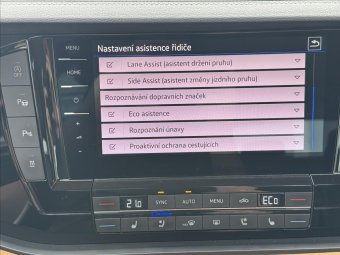 MENU
Nastavení asistence řidiče
Lane Assist (asistent držení pruhu)
HOME
Side Assist (asistent změny jízdního pruhu)
Rozpoznávání dopravních značek
Eco asistence
Rozpoznání únavy
Proaktivní ochrana cestujících
SYNC
AUTO
MENU